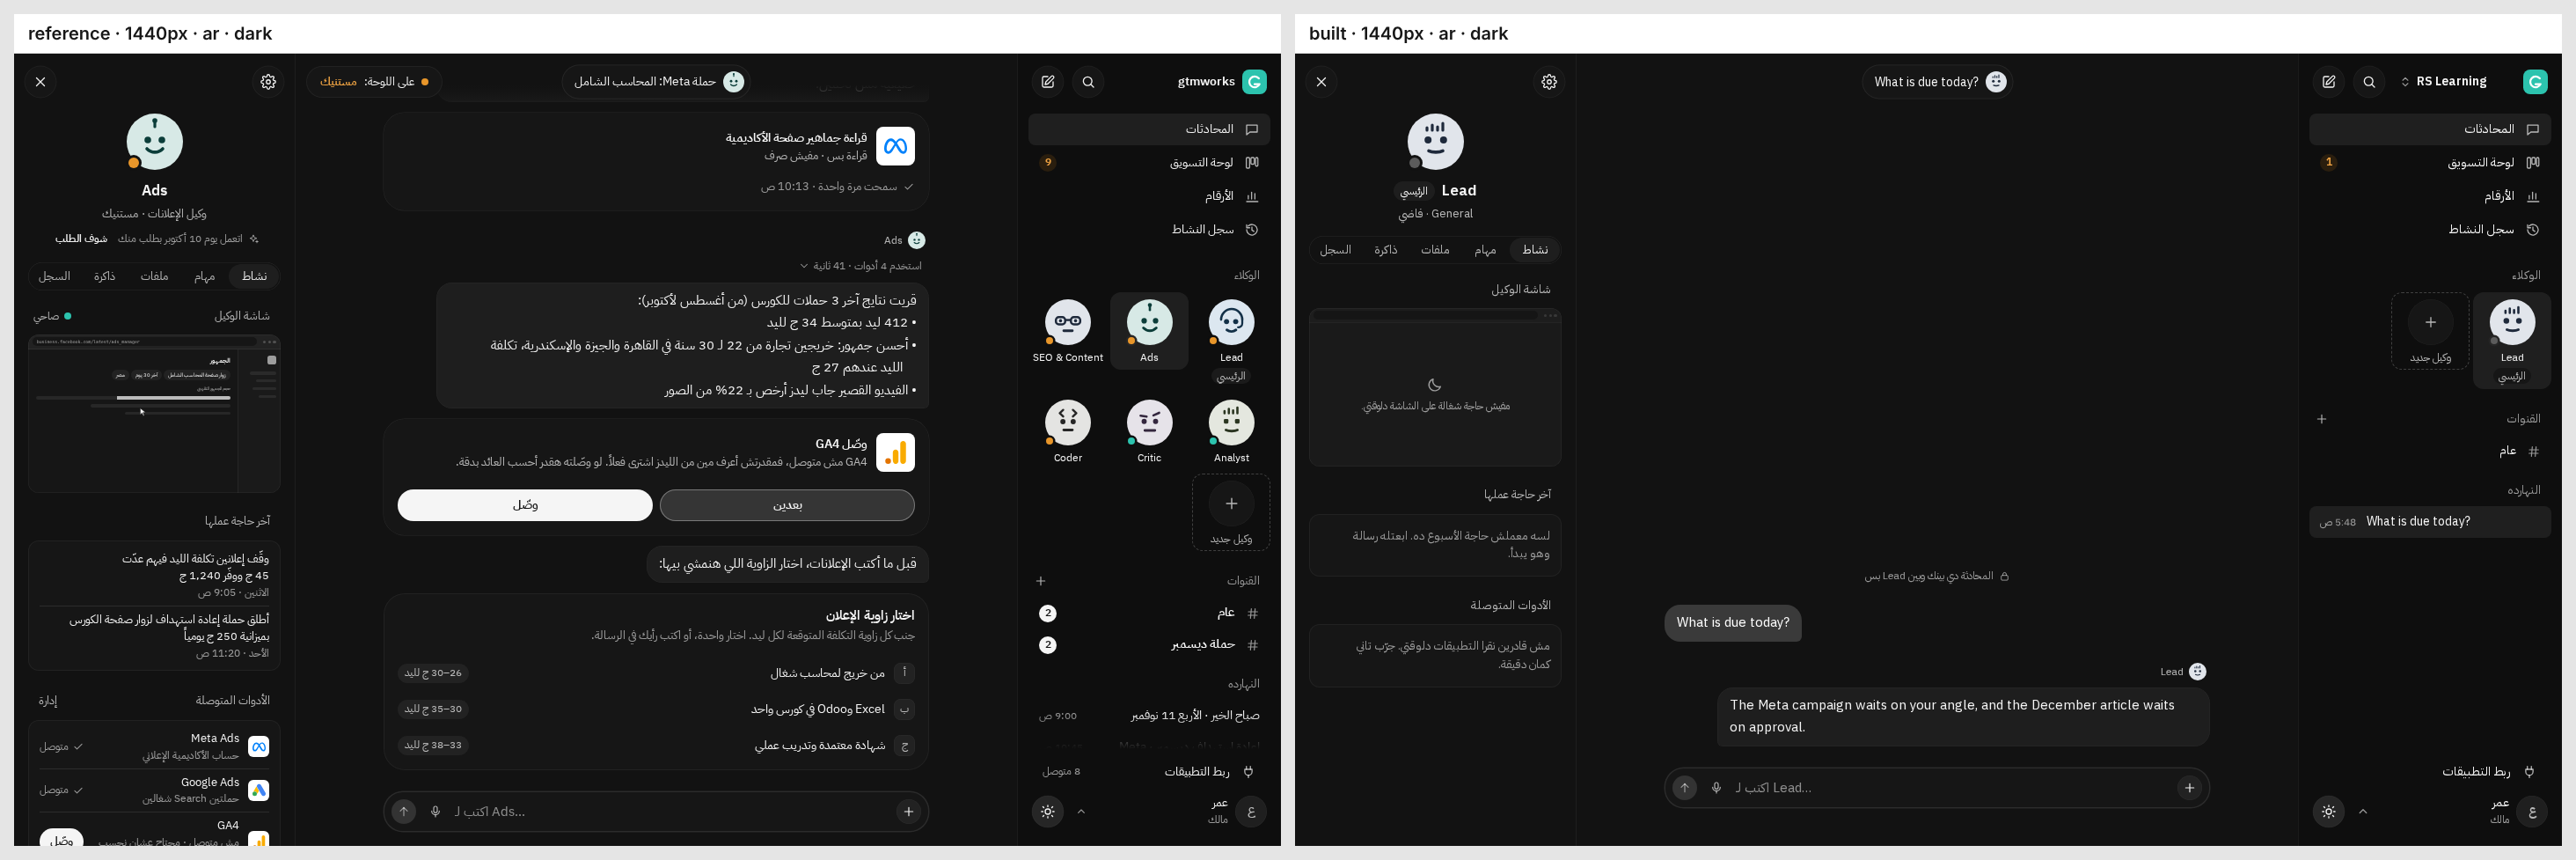 reference · 1440px · ar · dark
gtmworks
المحادثات
لوحة التسويق
9
الأرقام
سجل النشاط
الوكلاء
Lead
الرئيسي
Ads
SEO & Content
Analyst
Critic
Coder
وكيل جديد
القنوات
عام
2
حملة ديسمبر
2
النهارده
صباح الخير · الأربع 11 نوفمبر
9:00 ص
ربط التطبيقات
8 متوصل
ع
عمر
مالك
حملة Meta: المحاسب الشامل
على اللوحة: مستنيك
قراءة جماهير صفحة الأكاديمية
قراءة بس · مفيش صرف
سمحت مرة واحدة · 10:13 ص
Ads
استخدم 4 أدوات · 41 ثانية
قريت نتايج آخر 3 حملات للكورس (من أغسطس لأكتوبر):
• 412 ليد بمتوسط 34 ج لليد
• أحسن جمهور: خريجين تجارة من 22 لـ 30 سنة في القاهرة والجيزة والإسكندرية، تكلفة
الليد عندهم 27 ج
• الفيديو القصير جاب ليدز أرخص بـ 22% من الصور
وصّل GA4
GA4 مش متوصل، فمقدرتش أعرف مين من الليدز اشترى فعلاً. لو وصّلته هقدر أحسب العائد بدقة.
بعدين
وصّل
قبل ما أكتب الإعلانات، اختار الزاوية اللي هنمشي بيها:
اختار زاوية الإعلان
جنب كل زاوية التكلفة المتوقعة لكل ليد. اختار واحدة، أو اكتب رأيك في الرسالة.
أ
من خريج لمحاسب شغال
26–30 ج لليد
ب
Excel وOdoo في كورس واحد
30–35 ج لليد
ج
شهادة معتمدة وتدريب عملي
33–38 ج لليد
اكتب لـ Ads...
Ads
وكيل الإعلانات · مستنيك
اتعمل يوم 10 أكتوبر بطلب منك
شوف الطلب
نشاط
مهام
ملفات
ذاكرة
السجل
شاشة الوكيل
صاحي
business.facebook.com/latest/ads_manager
الجمهور
آخر حاجة عملها
وقّف إعلانين تكلفة الليد فيهم عدّت
45 ج ووفّر 1,240 ج
الاثنين · 9:05 ص
أطلق حملة إعادة استهداف لزوار صفحة الكورس
بميزانية 250 ج يومياً
الأحد · 11:20 ص
الأدوات المتوصلة
إدارة
Meta Ads
حساب الأكاديمية الإعلاني
متوصل
Google Ads
حملتين Search شغالين
متوصل
GA4
مش متوصل · محتاج عشان نحسب
وصّل
built · 1440px · ar · dark
RS Learning
المحادثات
لوحة التسويق
1
الأرقام
سجل النشاط
الوكلاء
Lead
الرئيسي
وكيل جديد
القنوات
عام
النهارده
What is due today?
5:48 ص
ربط التطبيقات
ع
عمر
مالك
What is due today?
المحادثة دي بينك وبين Lead بس
What is due today?
Lead
The Meta campaign waits on your angle, and the December article waits
on approval.
اكتب لـ Lead...
Lead
الرئيسي
General · فاضي
نشاط
مهام
ملفات
ذاكرة
السجل
شاشة الوكيل
مفيش حاجة شغالة على الشاشة دلوقتي.
آخر حاجة عملها
لسه معملش حاجة الأسبوع ده. ابعتله رسالة
وهو يبدأ.
الأدوات المتوصلة
مش قادرين نقرا التطبيقات دلوقتي. جرّب تاني
كمان دقيقة.